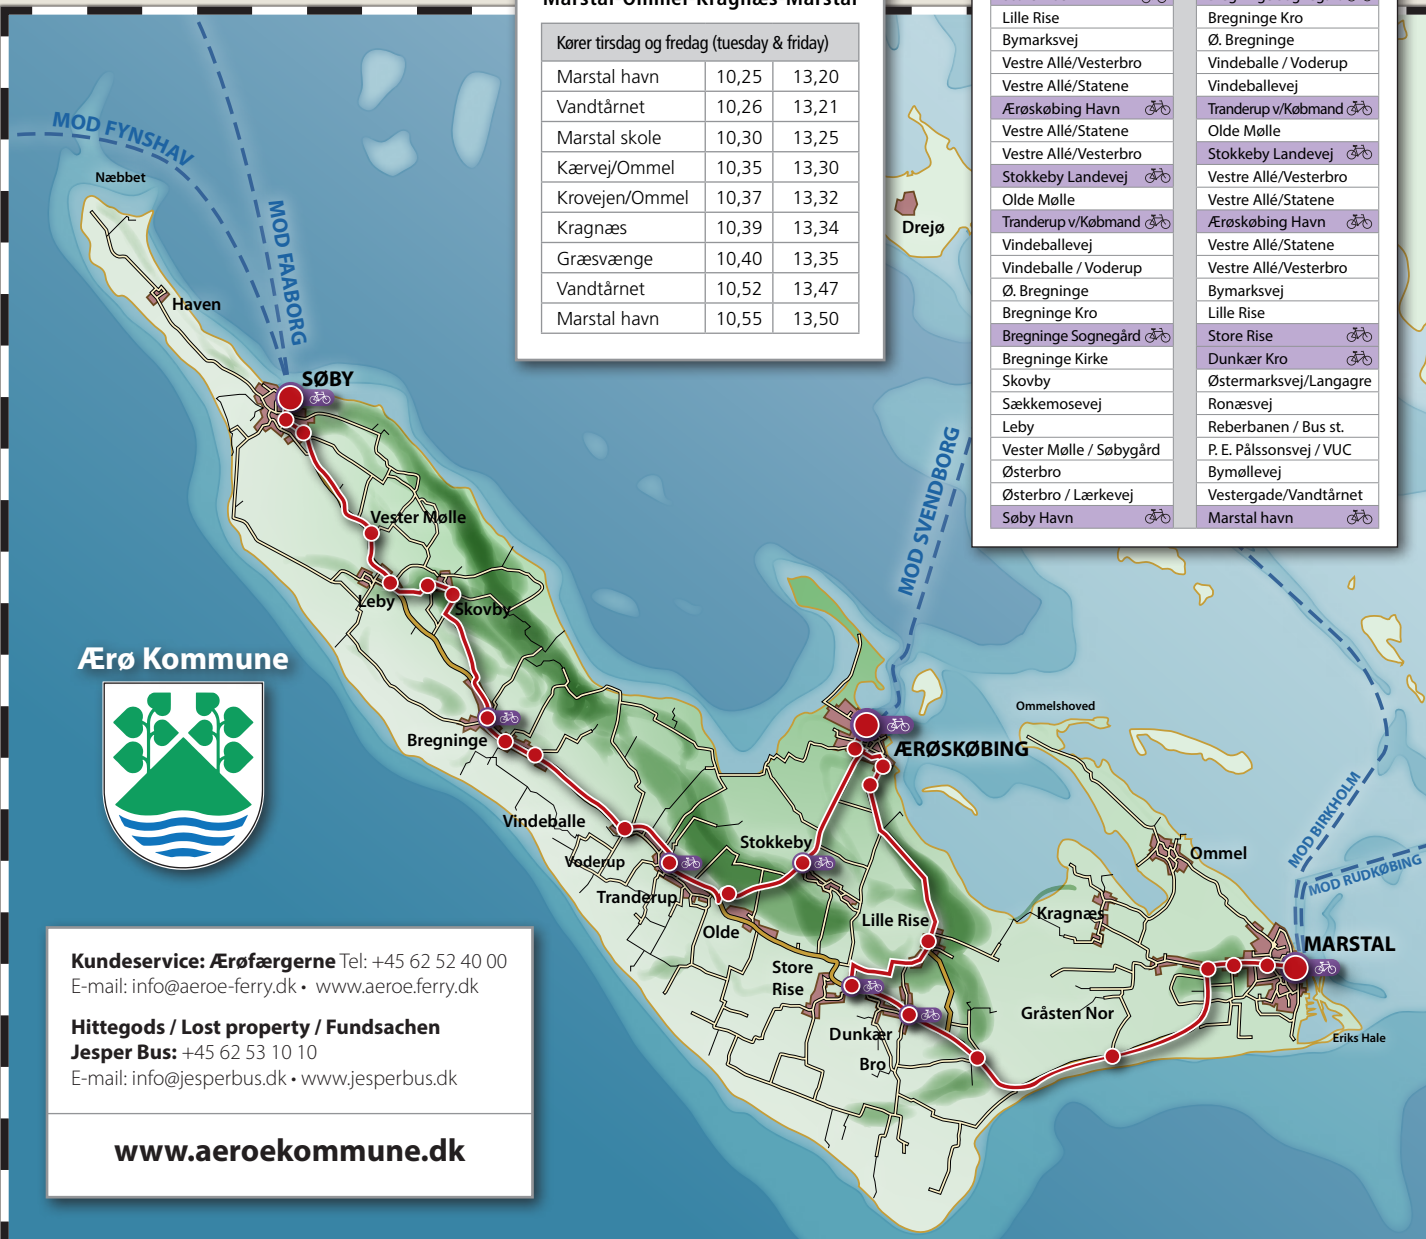 Marstal-Ommel-Kragnæs-Marstal
Kører tirsdag og fredag (tuesday & friday)
Marstal havn 10,25 13,20
Vandtårnet 10,26 13,21
Marstal skole 10,30 13,25
Kærvej/Ommel 10,35 13,30
Krovejen/Ommel 10,37 13,32
Kragnæs 10,39 13,34
Græsvænge 10,40 13,35
Vandtårnet 10,52 13,47
Marstal havn 10,55 13,50
Lille Rise
Bymarksvej
Vestre Allé/Vesterbro
Vestre Allé/Statene
Ærøskøbing Havn
Vestre Allé/Statene
Vestre Allé/Vesterbro
Stokkeby Landevej
Olde Mølle
Tranderup v/Købmand
Vindeballevej
Vindeballe / Voderup
Ø. Bregninge
Bregninge Kro
Bregninge Sognegård
Bregninge Kirke
Skovby
Sækkemosevej
Leby
Vester Mølle / Søbygård
Østerbro
Østerbro / Lærkevej
Søby Havn
Bregninge Kro
Ø. Bregninge
Vindeballe / Voderup
Vindeballevej
Tranderup v/Købmand
Olde Mølle
Stokkeby Landevej
Vestre Allé/Vesterbro
Vestre Allé/Statene
Ærøskøbing Havn
Vestre Allé/Statene
Vestre Allé/Vesterbro
Bymarksvej
Lille Rise
Store Rise
Dunkær Kro
Østermarksvej/Langagre
Ronæsvej
Reberbanen / Bus st.
P. E. Pålssonsvej / VUC
Bymøllevej
Vestergade/Vandtårnet
Marstal havn
MOD FYNSHAV
MOD FAABORG
Næbbet
Haven
SØBY
Drejø
Vester Mølle
Leby
Skovby
MOD SVENDBORG
Bregninge
Vindeballe
Voderup
Tranderup
Olde
Stokkeby
ÆRØSKØBING
Ommelshoved
Lille Rise
Store
Rise
Dunkær
Bro
Gråsten Nor
Kragnæs
Ommel
MOD BIRKHOLM
MOD RUDKØBING
MARSTAL
Eriks Hale
Ærø Kommune
Kundeservice: Ærøfærgerne Tel: +45 62 52 40 00
E-mail: info@aeroe-ferry.dk • www.aeroe.ferry.dk
Hittegods / Lost property / Fundsachen
Jesper Bus: +45 62 53 10 10
E-mail: info@jesperbus.dk • www.jesperbus.dk
www.aeroekommune.dk